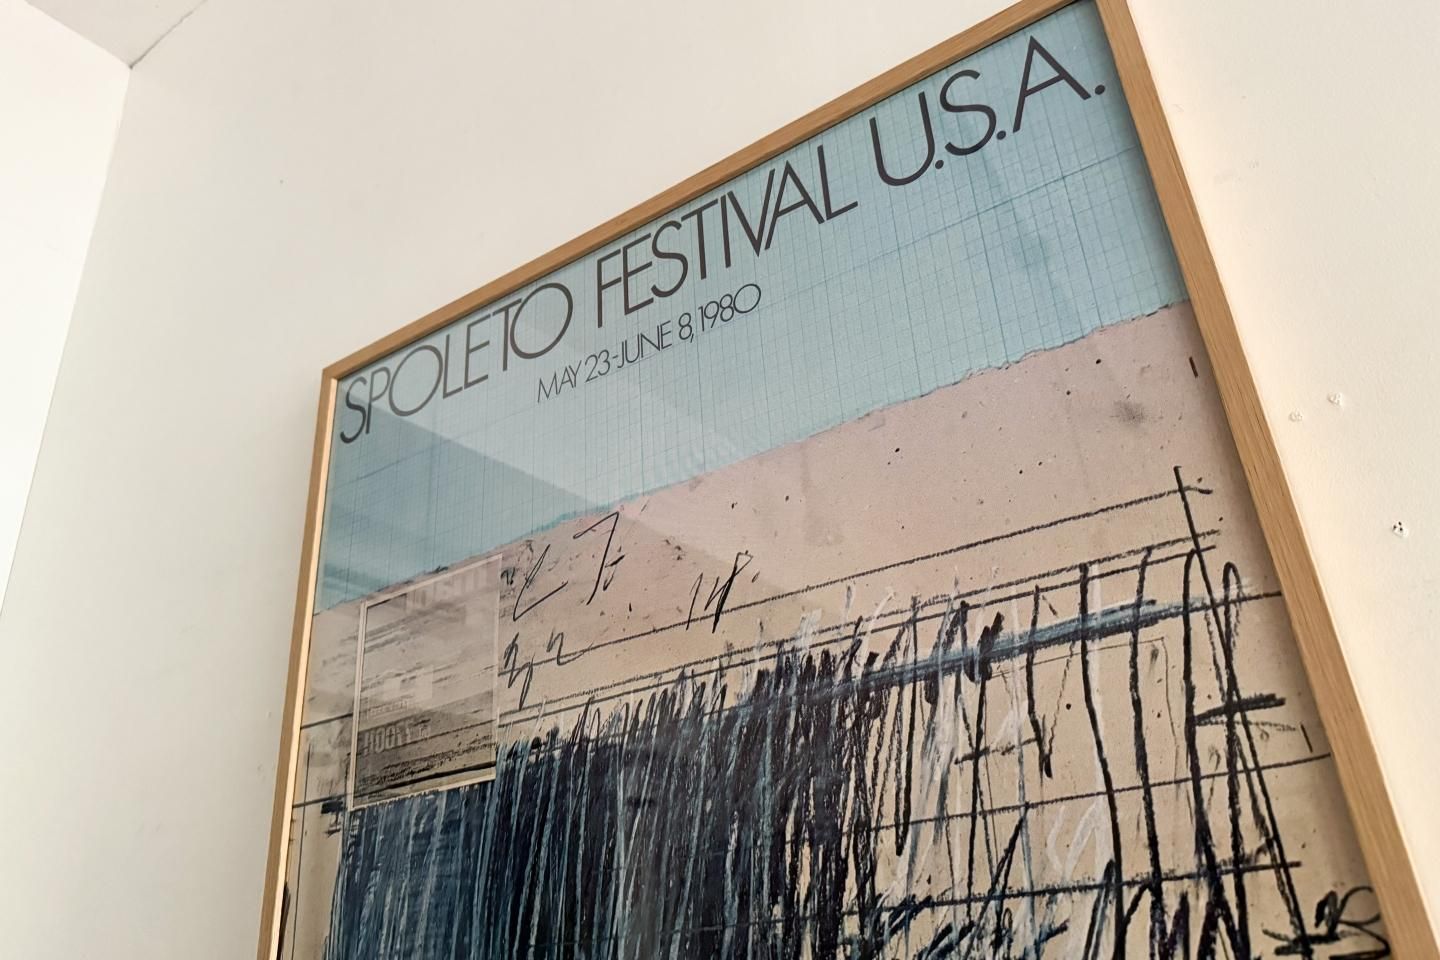 SPOLETO FESTIVAL U.S.A.
MAY 23-JUNE 8, 1980